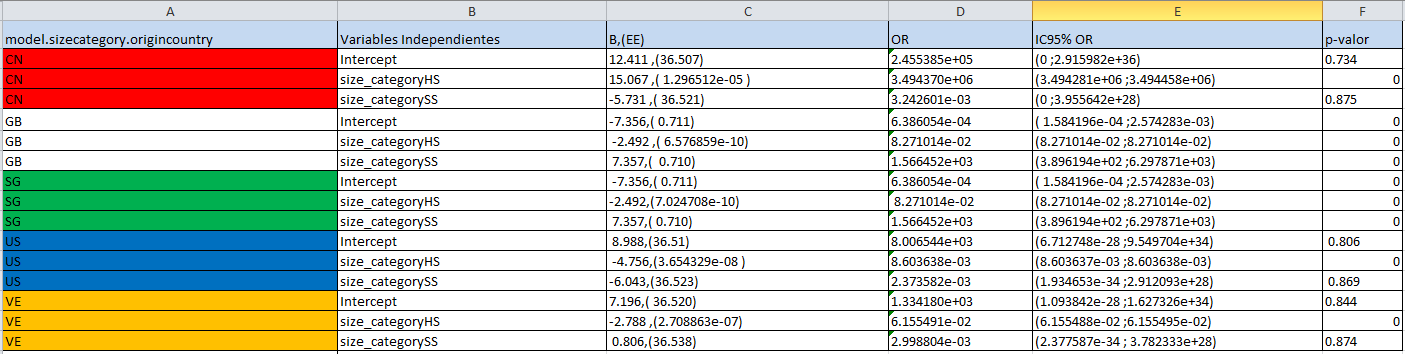 A B C D E F
model.sizecategory.origincountry Variables Independientes B,(EE) OR IC95% OR p-valor
CN Intercept 12.411 ,(36.507) 2.455385e+05 (0 ;2.915982e+36) 0.734
CN size_categoryHS 15.067 ,( 1.296512e-05 ) 3.494370e+06 (3.494281e+06 ;3.494458e+06) 0
CN size_categorySS -5.731 ,( 36.521) 3.242601e-03 (0 ;3.955642e+28) 0.875
GB Intercept -7.356,( 0.711) 6.386054e-04 ( 1.584196e-04 ;2.574283e-03) 0
GB size_categoryHS -2.492 ,( 6.576859e-10) 8.271014e-02 (8.271014e-02 ;8.271014e-02) 0
GB size_categorySS 7.357,( 0.710) 1.566452e+03 (3.896194e+02 ;6.297871e+03) 0
SG Intercept -7.356,( 0.711) 6.386054e-04 ( 1.584196e-04 ;2.574283e-03) 0
SG size_categoryHS -2.492,(7.024708e-10) 8.271014e-02 (8.271014e-02 ;8.271014e-02) 0
SG size_categorySS 7.357,( 0.710) 1.566452e+03 (3.896194e+02 ;6.297871e+03) 0
US Intercept 8.988,(36.51) 8.006544e+03 (6.712748e-28 ;9.549704e+34) 0.806
US size_categoryHS -4.756,(3.654329e-08 ) 8.603638e-03 (8.603637e-03 ;8.603638e-03) 0
US size_categorySS -6.043,(36.523) 2.373582e-03 (1.934653e-34 ;2.912093e+28) 0.869
VE Intercept 7.196,( 36.520) 1.334180e+03 (1.093842e-28 ;1.627326e+34) 0.844
VE size_categoryHS -2.788 ,(2.708863e-07) 6.155491e-02 (6.155488e-02 ;6.155495e-02) 0
VE size_categorySS 0.806,(36.538) 2.998804e-03 (2.377587e-34 ; 3.782333e+28) 0.874